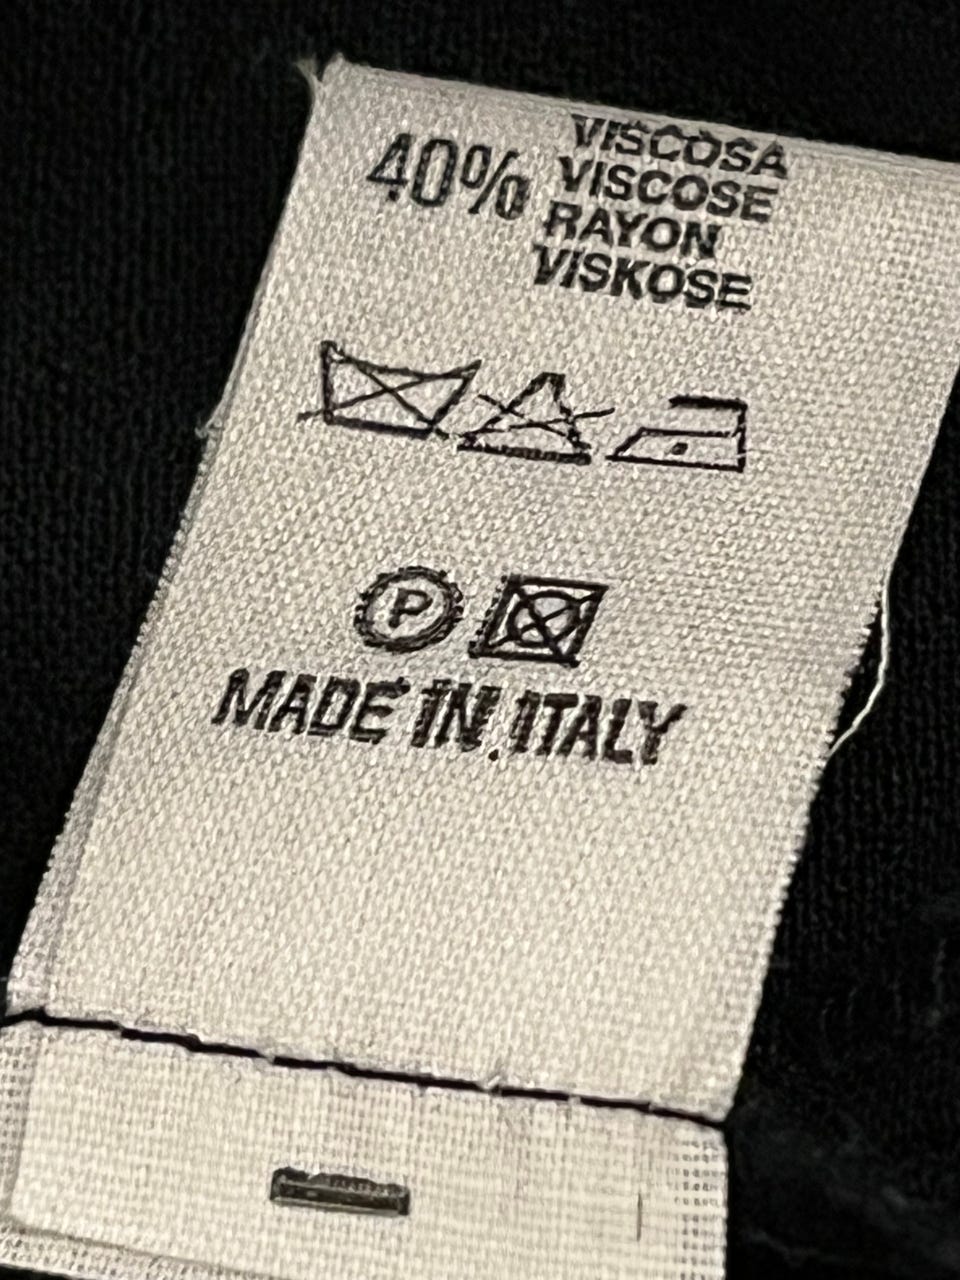 40% VISCOSA
VISCOSE
RAYON
VISKOSE
P
MADE IN ITALY